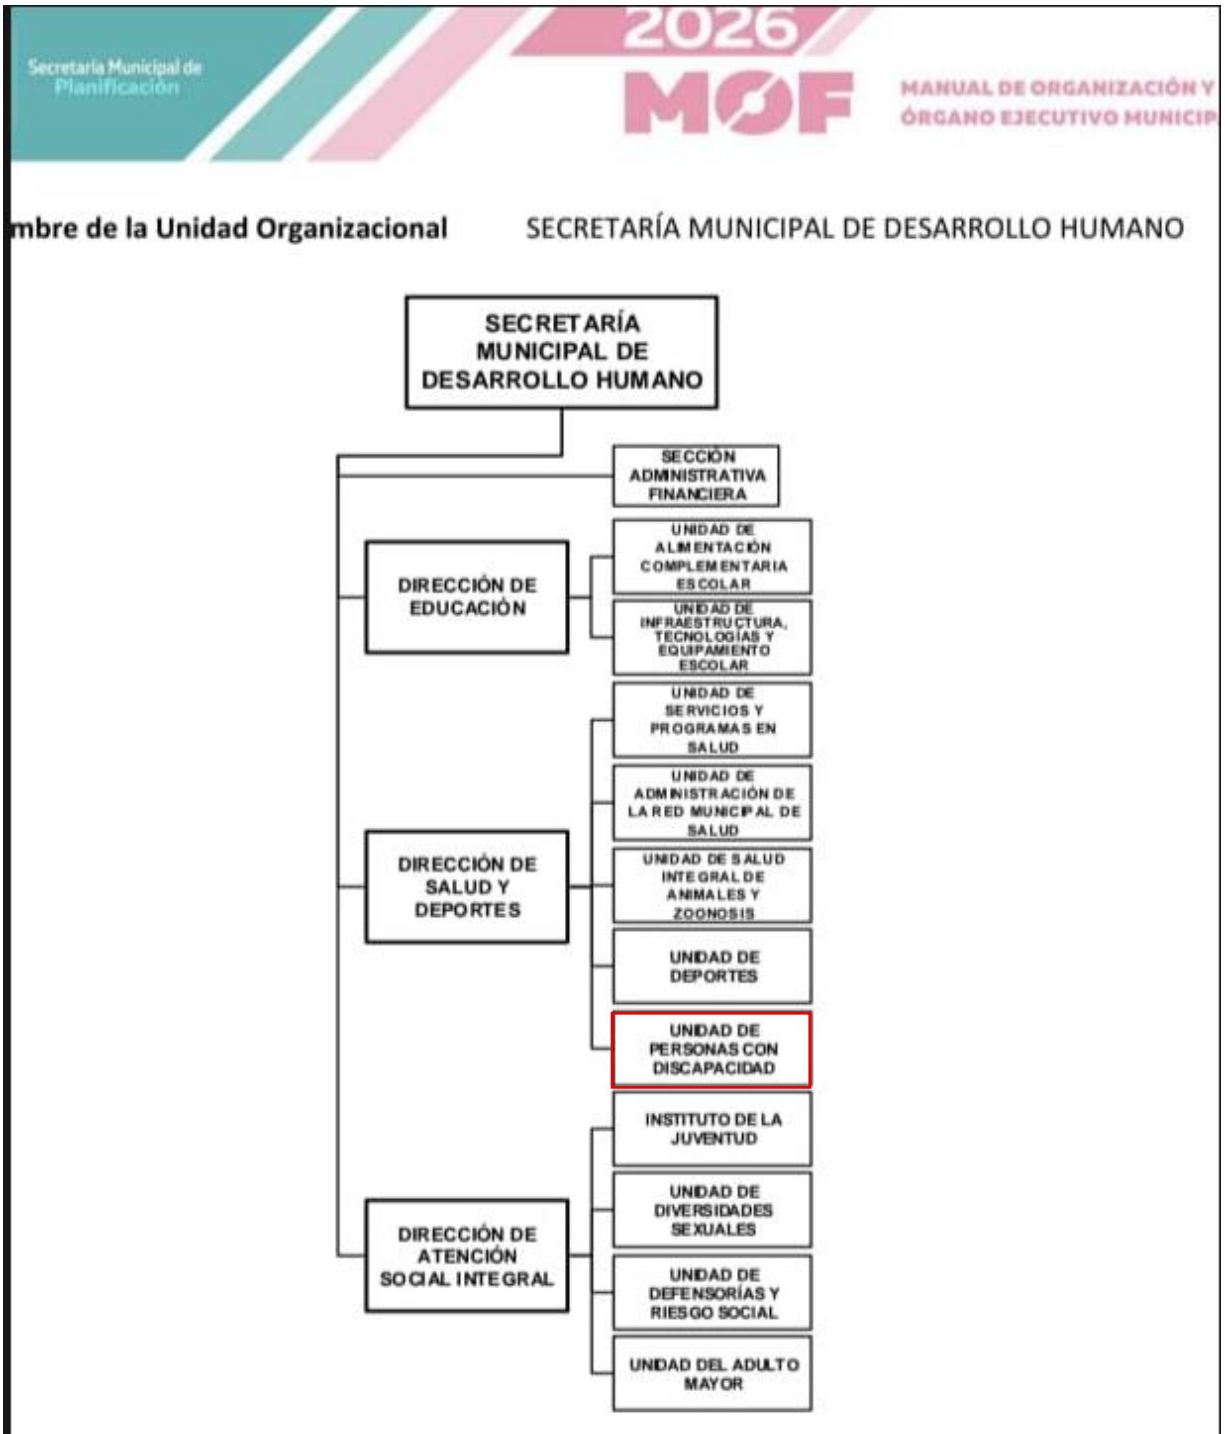 Secretaría Municipal de
Planificación
2026
MOF
MANUAL DE ORGANIZACIÓN Y
ÓRGANO EJECUTIVO MUNICIP
mbre de la Unidad Organizacional
SECRETARÍA MUNICIPAL DE DESARROLLO HUMANO
SECRETARÍA
MUNICIPAL DE
DESARROLLO HUMANO
SECCIÓN
ADMINISTRATIVA
FINANCIERA
DIRECCIÓN DE
EDUCACIÓN
UNIDAD DE
ALIMENTACIÓN
COMPLEMENTARIA
ESCOLAR
UNIDAD DE
INFRAESTRUCTURA,
TECNOLOGÍAS Y
EQUIPAMIENTO
ESCOLAR
DIRECCIÓN DE
SALUD Y
DEPORTES
UNIDAD DE
SERVICIOS Y
PROGRAMAS EN
SALUD
UNIDAD DE
ADMINISTRACIÓN DE
LA RED MUNICIPAL DE
SALUD
UNIDAD DE SALUD
INTEGRAL DE
ANIMALES Y
ZOONOSIS
UNIDAD DE
DEPORTES
UNIDAD DE
PERSONAS CON
DISCAPACIDAD
DIRECCIÓN DE
ATENCIÓN
SOCIAL INTEGRAL
INSTITUTO DE LA
JUVENTUD
UNIDAD DE
DIVERSIDADES
SEXUALES
UNIDAD DE
DEFENSORÍAS Y
RIESGO SOCIAL
UNIDAD DEL ADULTO
MAYOR